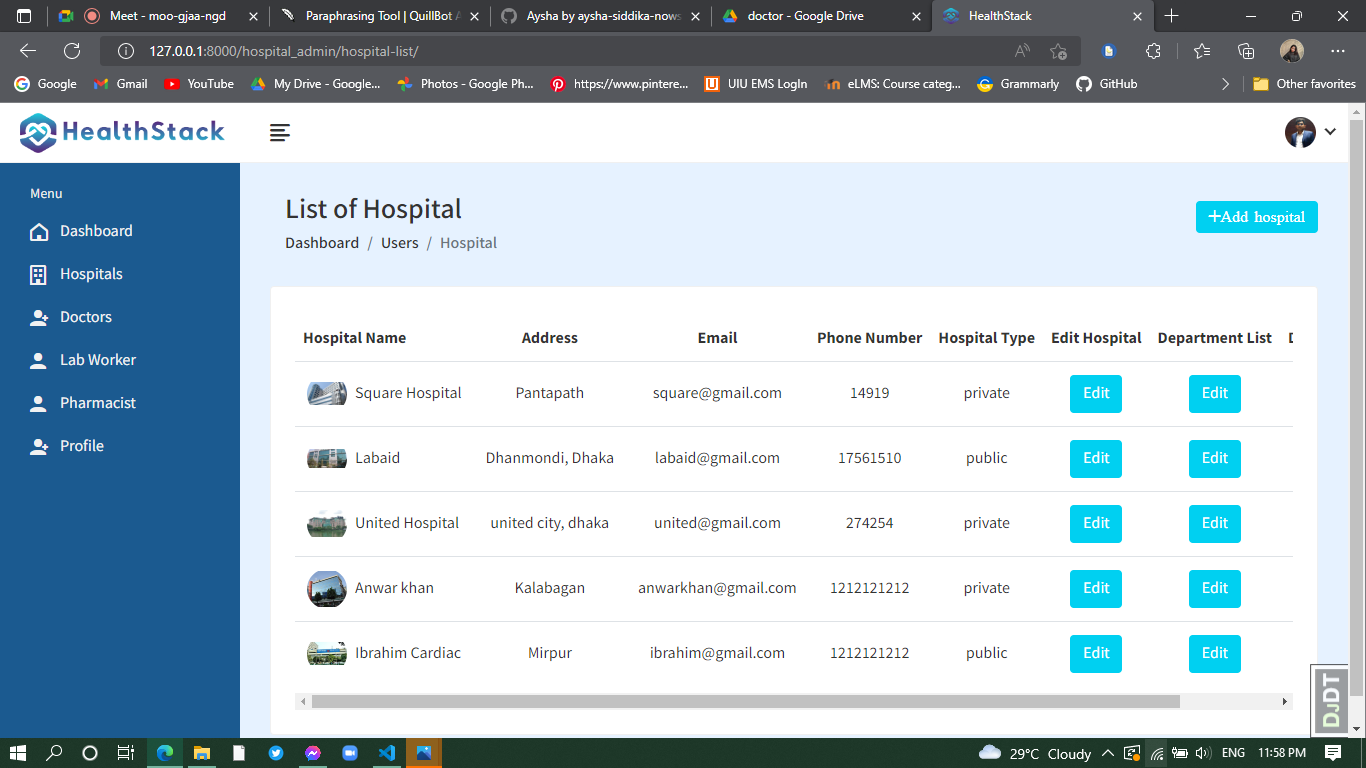 Meet - moo-gjaa-ngd
Paraphrasing Tool | QuillBot A
Aysha by aysha-siddika-nows
doctor - Google Drive
HealthStack
127.0.0.1:8000/hospital_admin/hospital-list/
Google
Gmail
YouTube
My Drive - Google...
Photos - Google Ph...
https://www.pintere...
UIU EMS LogIn
eLMS: Course categ...
Grammarly
GitHub
Other favorites
HealthStack
Menu
Dashboard
Hospitals
Doctors
Lab Worker
Pharmacist
Profile
List of Hospital
Dashboard / Users / Hospital
+Add hospital
Hospital Name Address Email Phone Number Hospital Type Edit Hospital Department List
Square Hospital Pantapath square@gmail.com 14919 private Edit Edit
Labaid Dhanmondi, Dhaka labaid@gmail.com 17561510 public Edit Edit
United Hospital united city, dhaka united@gmail.com 274254 private Edit Edit
Anwar khan Kalabagan anwarkhan@gmail.com 1212121212 private Edit Edit
Ibrahim Cardiac Mirpur ibrahim@gmail.com 1212121212 public Edit Edit
DJDT
29°C Cloudy
ENG
11:58 PM